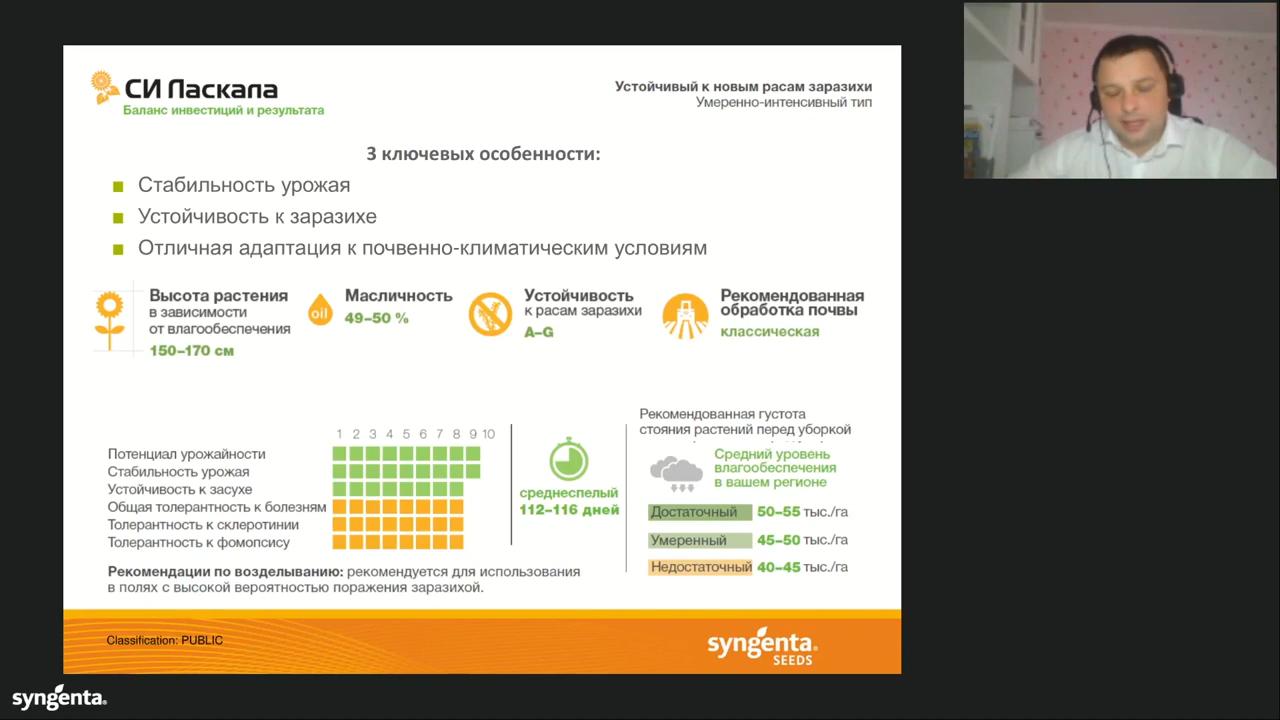 СИ Ласкала
Баланс инвестиций и результата
Устойчивый к новым расам заразихи
Умеренно-интенсивный тип
3 ключевых особенности:
Стабильность урожая
Устойчивость к заразихе
Отличная адаптация к почвенно-климатическим условиям
Высота растения
в зависимости
от влагообеспечения
150–170 см
oil
Масличность
49–50 %
Устойчивость
к расам заразихи
A–G
Рекомендованная
обработка почвы
классическая
1 2 3 4 5 6 7 8 9 10
Потенциал урожайности
Стабильность урожая
Устойчивость к засухе
Общая толерантность к болезням
Толерантность к склеротинии
Толерантность к фомопсису
среднеспелый
112–116 дней
Рекомендованная густота
стояния растений перед уборкой
Средний уровень
влагообеспечения
в вашем регионе
Достаточный 50–55 тыс./га
Умеренный 45–50 тыс./га
Недостаточный 40–45 тыс./га
Рекомендации по возделыванию: рекомендуется для использования
в полях с высокой вероятностью поражения заразихой.
Classification: PUBLIC
syngenta®
SEEDS
syngenta®